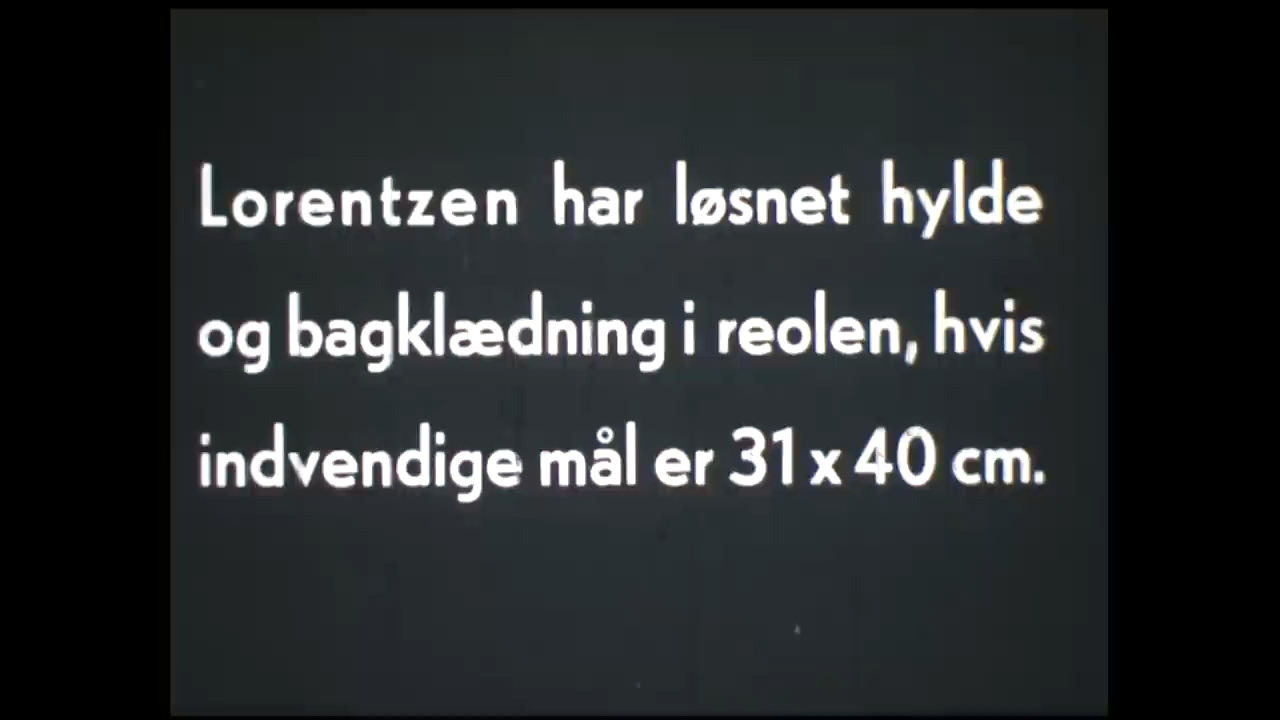 Lorentzen har løsnet hylde
og bagklædning i reolen, hvis
indvendige mål er 31 x 40 cm.